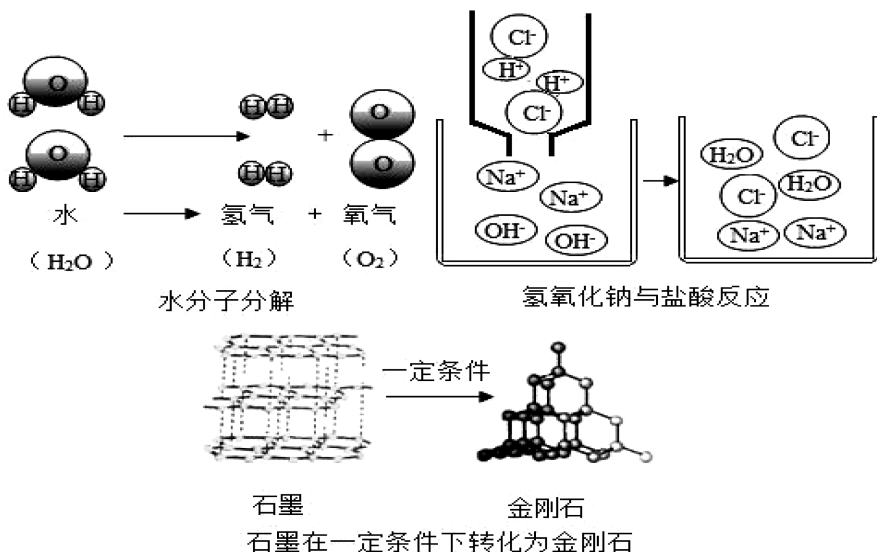 O
H H
H H
+
O
O
O
H H
H H
水
氢气
+
氧气
(H₂O)
(H₂)
(O₂)
水分子分解
Cl⁻
H⁺
H⁺
Cl⁻
Na⁺
Na⁺
OH⁻
OH⁻
H₂O
Cl⁻
Cl⁻
H₂O
Na⁺
Na⁺
氢氧化钠与盐酸反应
一定条件
石墨
金刚石
石墨在一定条件下转化为金刚石